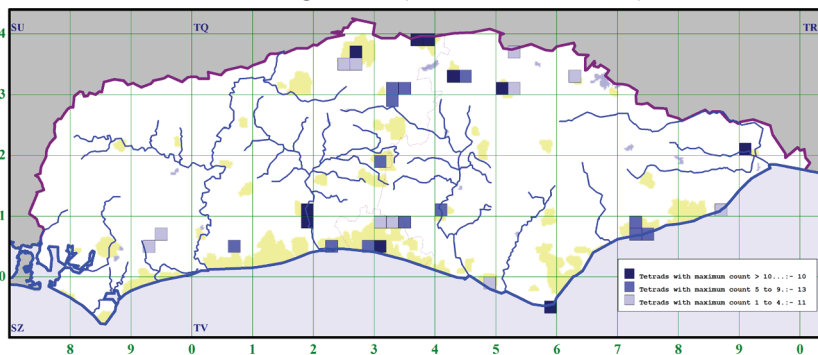 SU TQ TR
4
3
2
1
0
Tetrads with maximum count > 10...:- 10
Tetrads with maximum count 5 to 9.:- 13
Tetrads with maximum count 1 to 4.:- 11
SZ TV
8 9 0 1 2 3 4 5 6 7 8 9 0